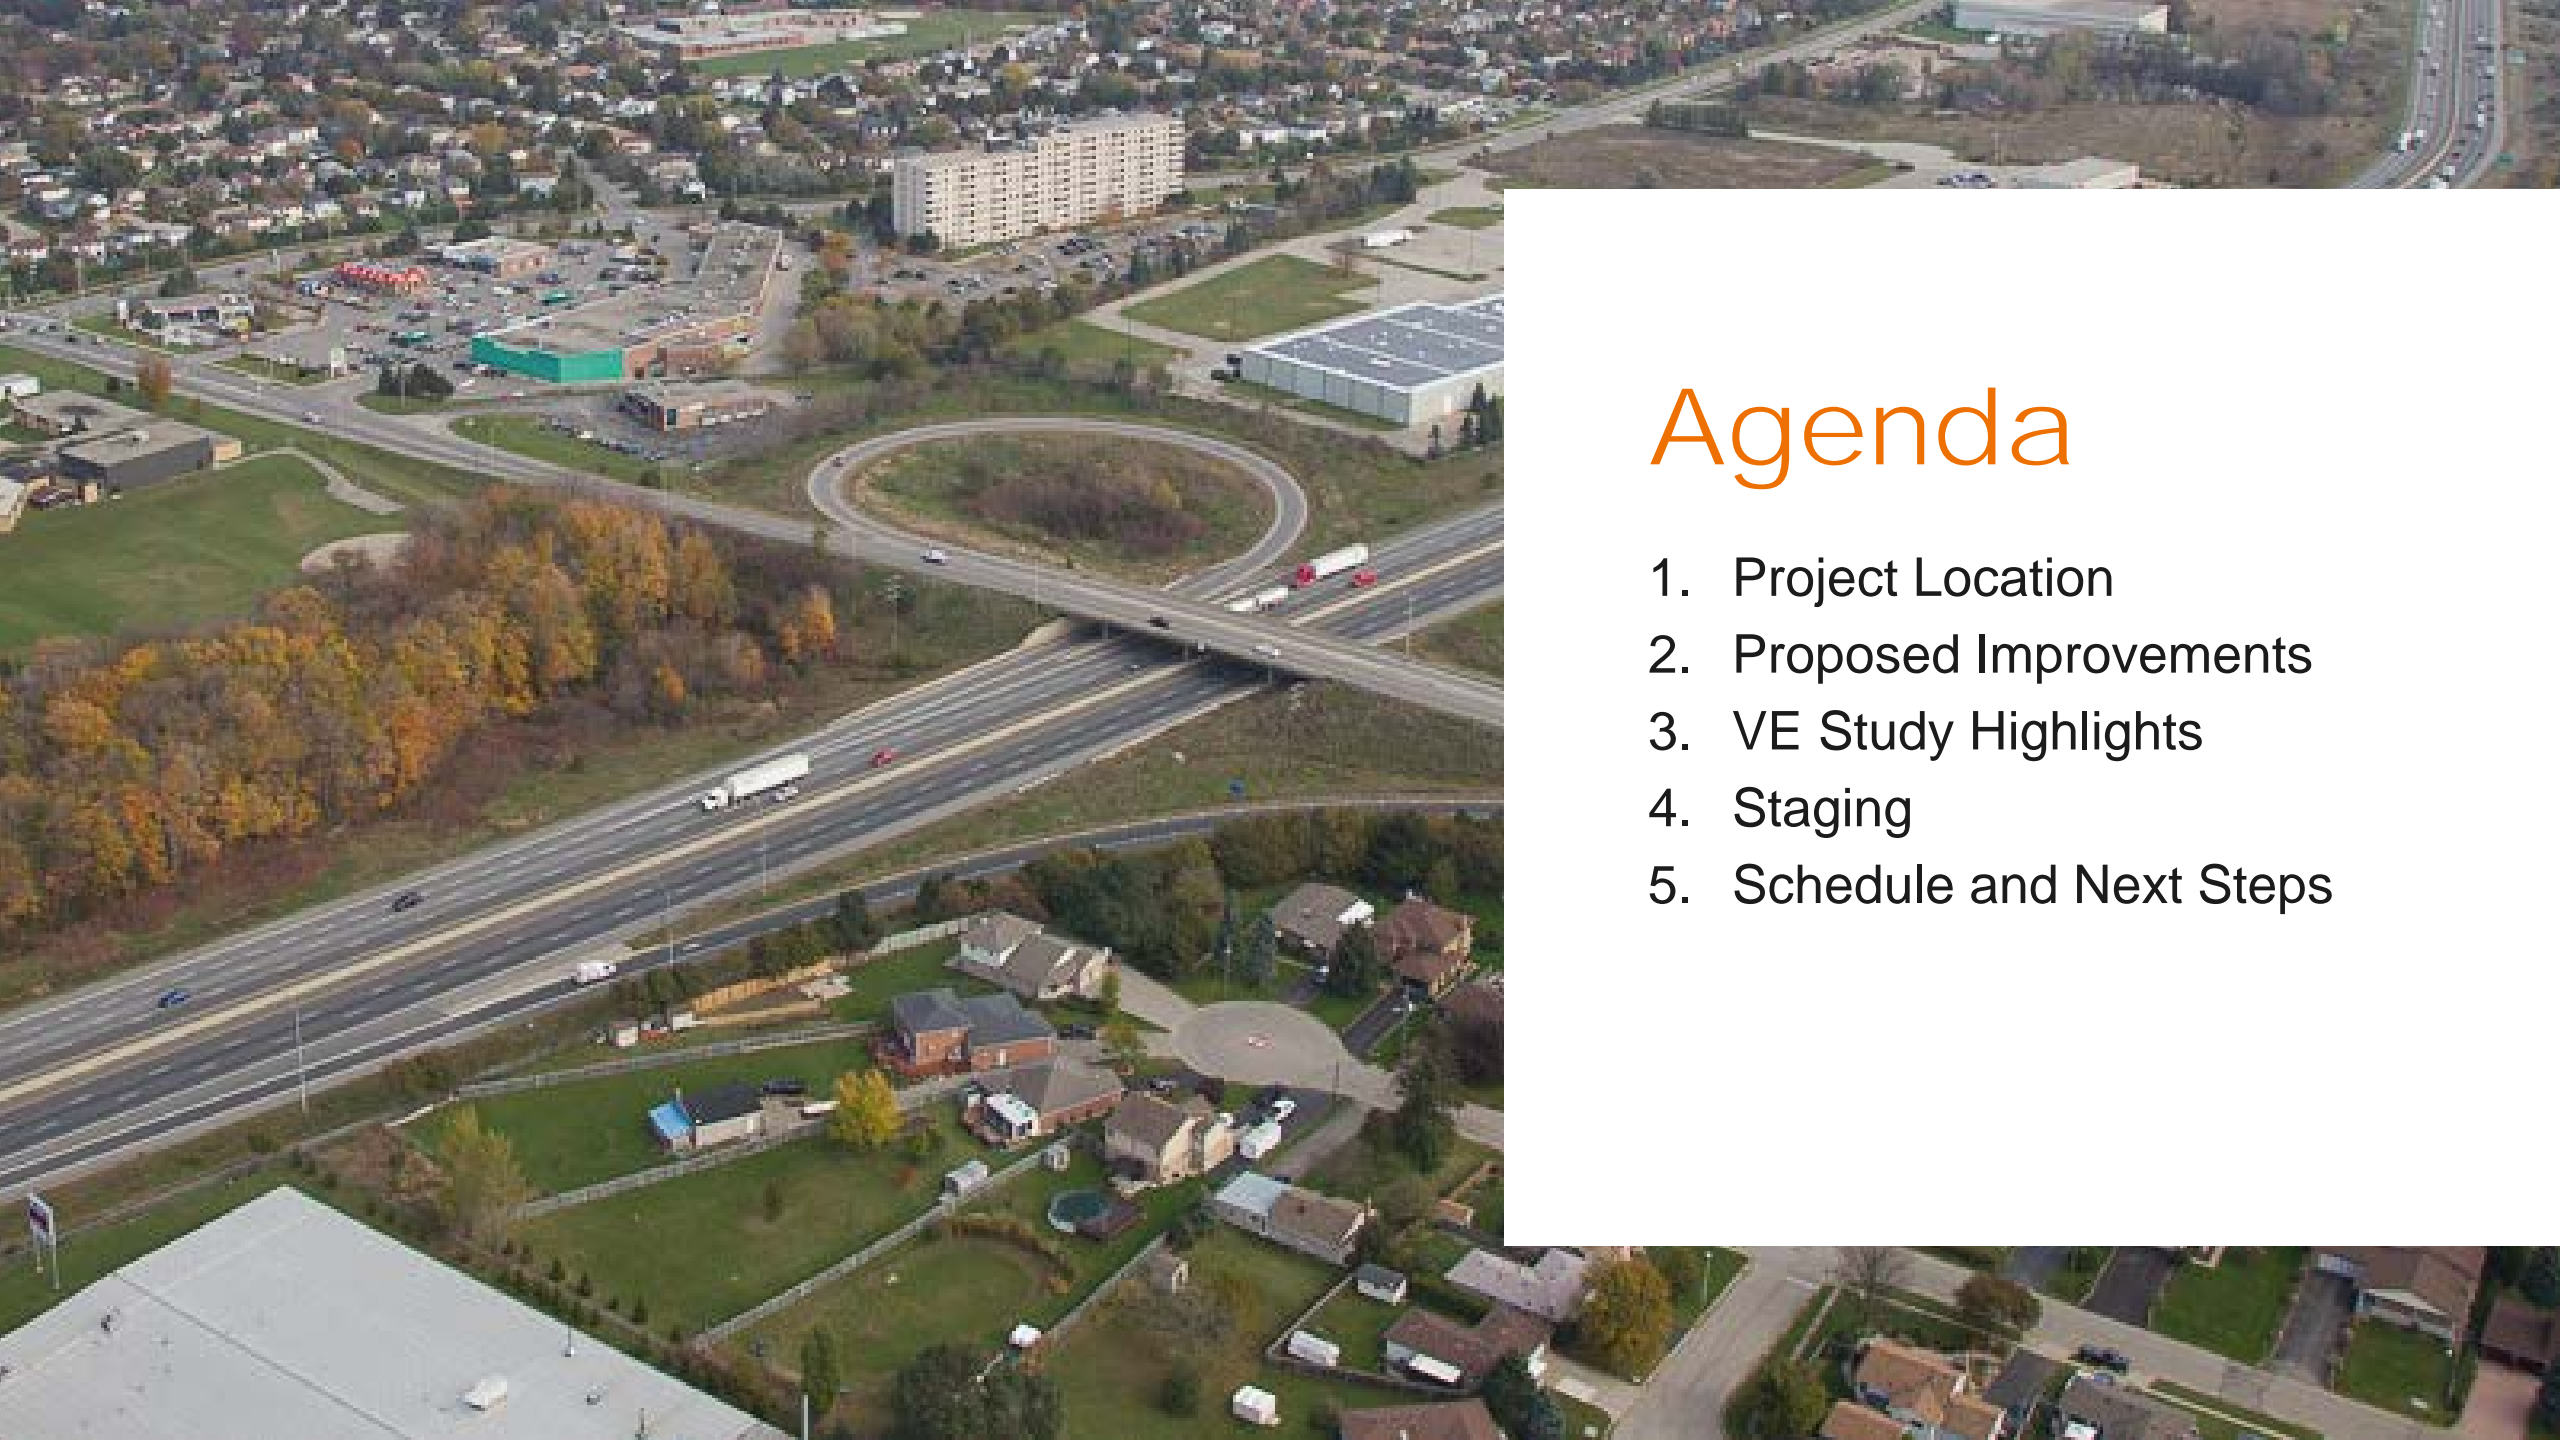 Agenda
1. Project Location
2. Proposed Improvements
3. VE Study Highlights
4. Staging
5. Schedule and Next Steps